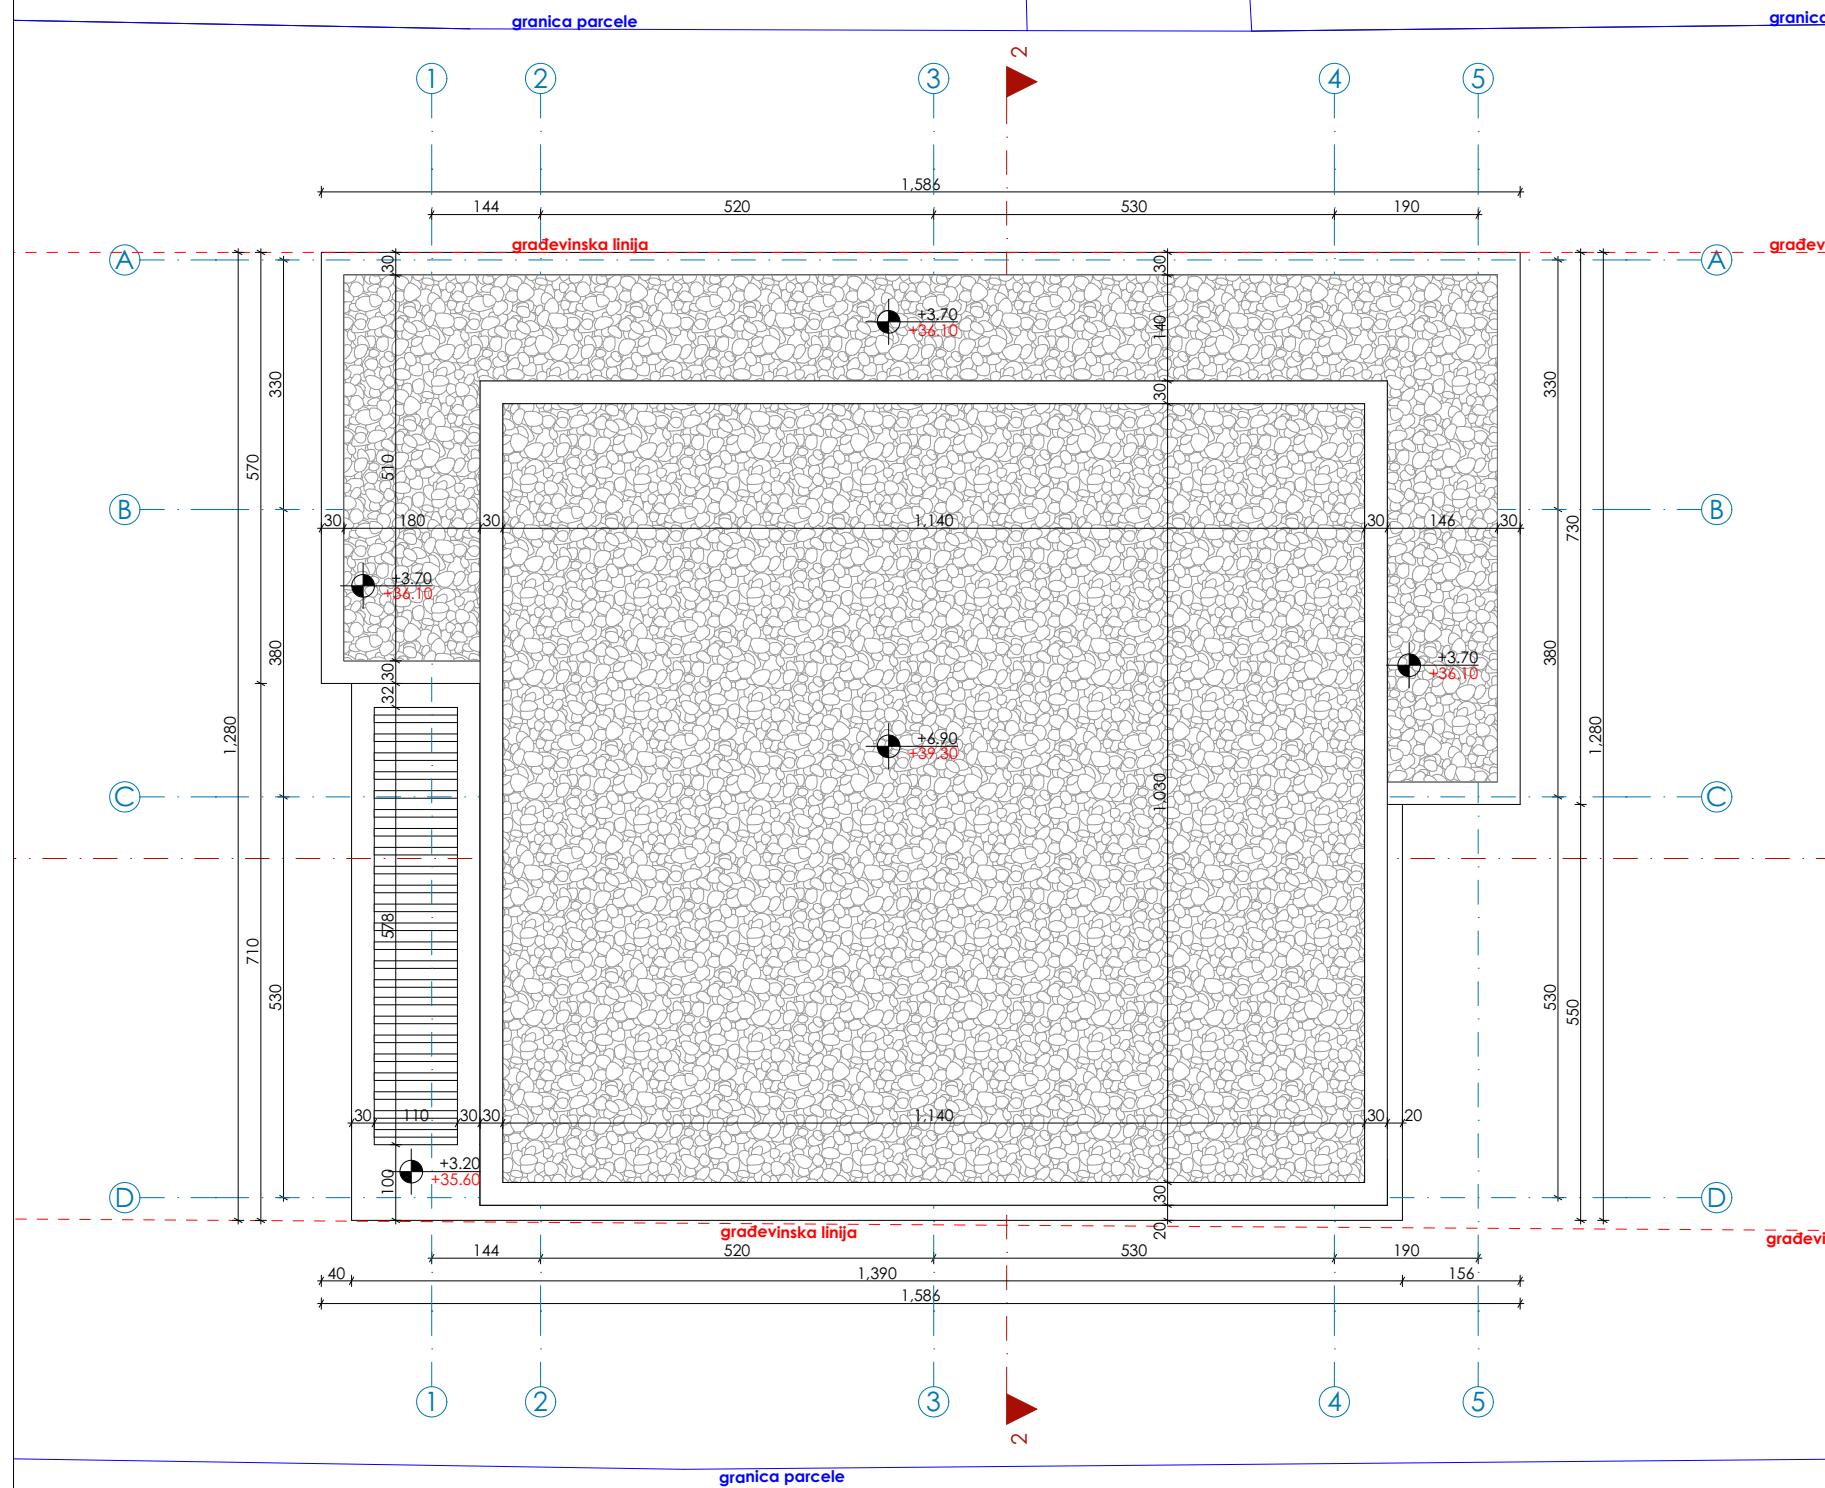 granica parcele
granica
2
1 2 3 4 5
1,586
144 520 530 190
građevinska linija
građev
A A
30 30
+3.70
+36.10
140
330 330
30
570
510
B B
30 180 30 1,140 30 146 30
730
+3.70
+36.10
380 380
30
32
+3.70
+36.10
1,280 1,280
+6.90
+39.30
C C
1,030
578
710
530 530
550
30 110 30 30 1,140 30 20
+3.20
+35.60
100
30
D D
20
građevinska linija
građevi
144 520 530 190
40 1,390 156
1,586
1 2 3 4 5
2
granica parcele